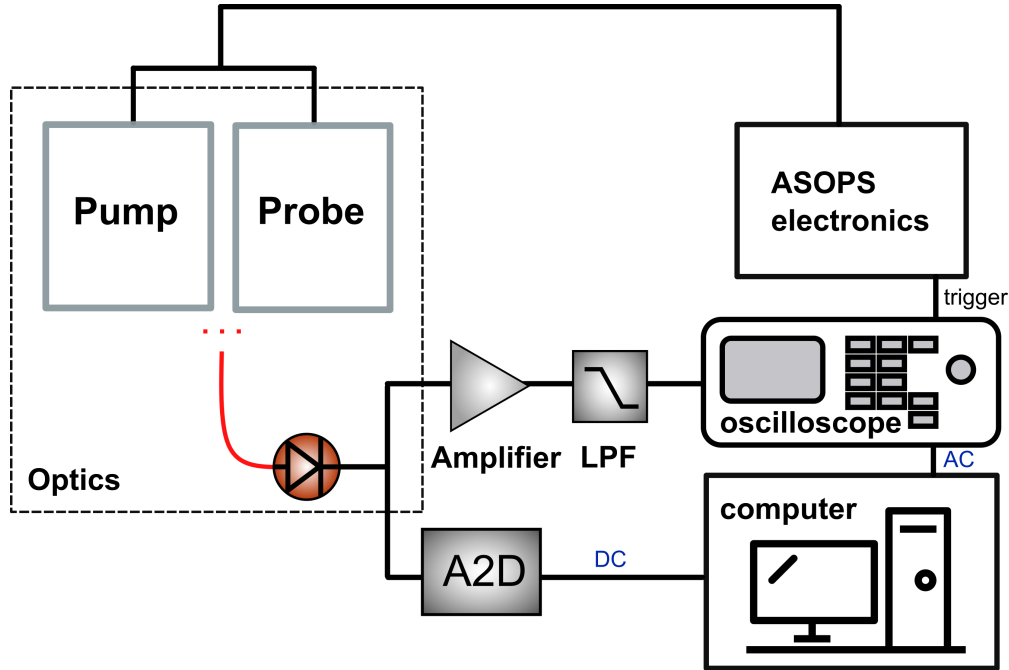 Pump
Probe
ASOPS
electronics
trigger
oscilloscope
Amplifier
LPF
AC
Optics
computer
A2D
DC